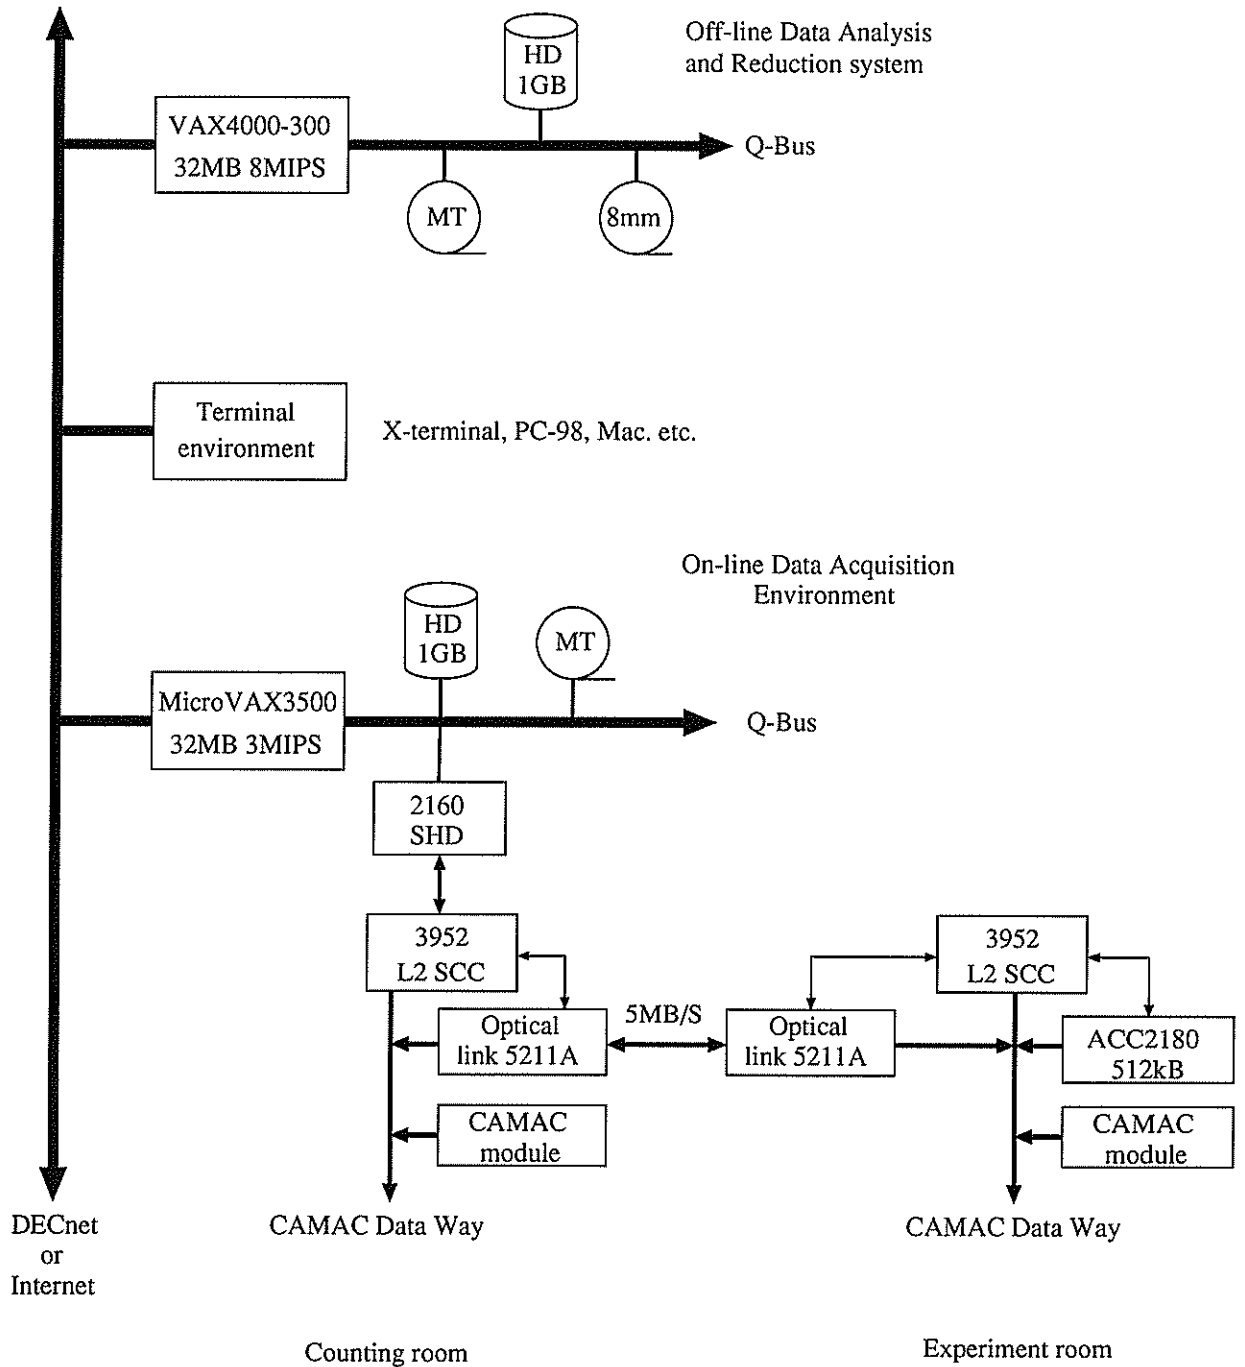 Off-line Data Analysis
and Reduction system
HD
1GB
VAX4000-300
32MB 8MIPS
Q-Bus
MT
8mm
Terminal
environment
X-terminal, PC-98, Mac. etc.
On-line Data Acquisition
Environment
HD
1GB
MT
MicroVAX3500
32MB 3MIPS
Q-Bus
2160
SHD
3952
L2 SCC
3952
L2 SCC
Optical
link 5211A
5MB/S
Optical
link 5211A
ACC2180
512kB
CAMAC
module
CAMAC
module
DECnet
or
Internet
CAMAC Data Way
CAMAC Data Way
Counting room
Experiment room